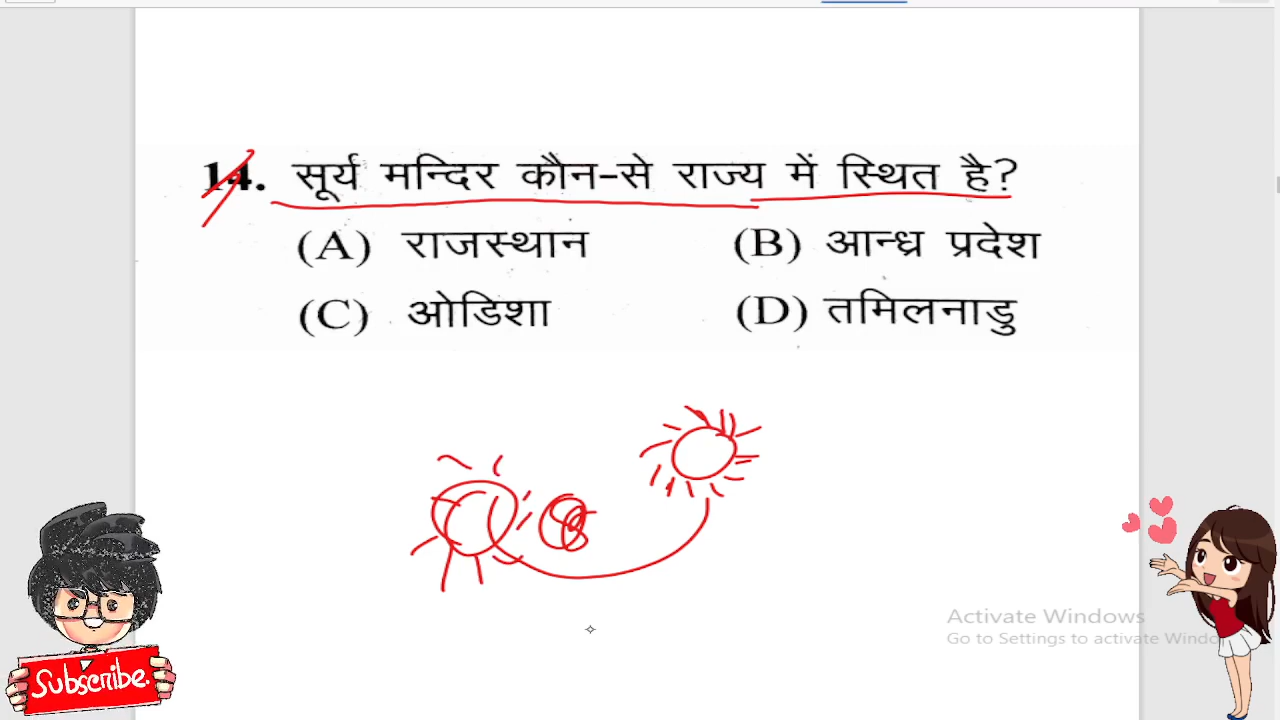 14. सूर्य मन्दिर कौन-से राज्य में स्थित है?
(A) राजस्थान (B) आन्ध्र प्रदेश
(C) ओडिशा (D) तमिलनाडु
Activate Windows
Go to Settings to activate Windo
Subscribe.